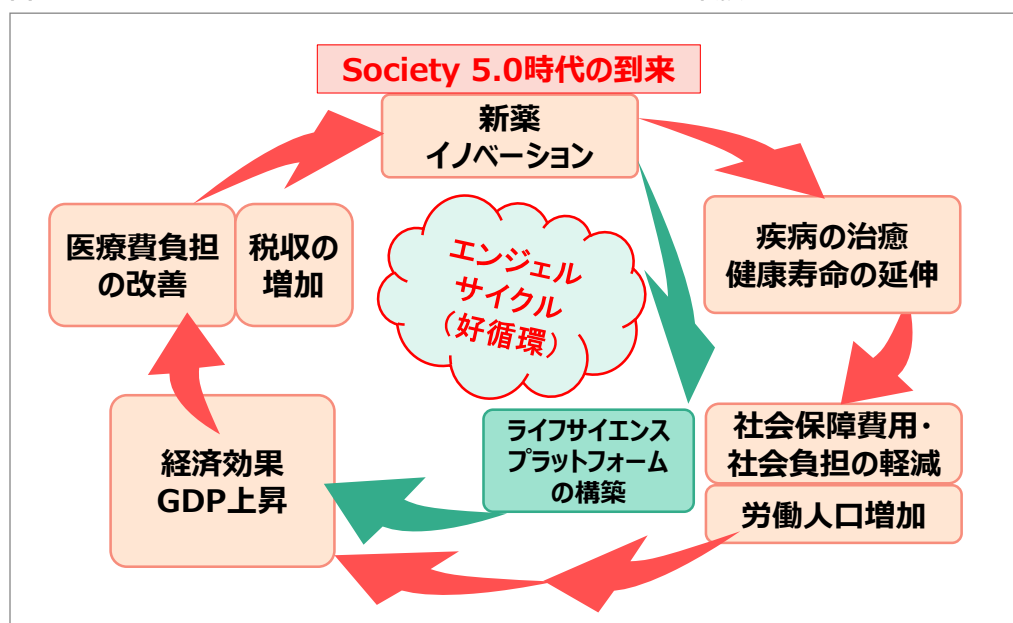 Society 5.0時代の到来
新薬
イノベーション
医療費負担
の改善
税収の
増加
エンジェル
サイクル
（好循環）
疾病の治癒
健康寿命の延伸
ライフサイエンス
プラットフォーム
の構築
社会保障費用・
社会負担の軽減
労働人口増加
経済効果
GDP上昇